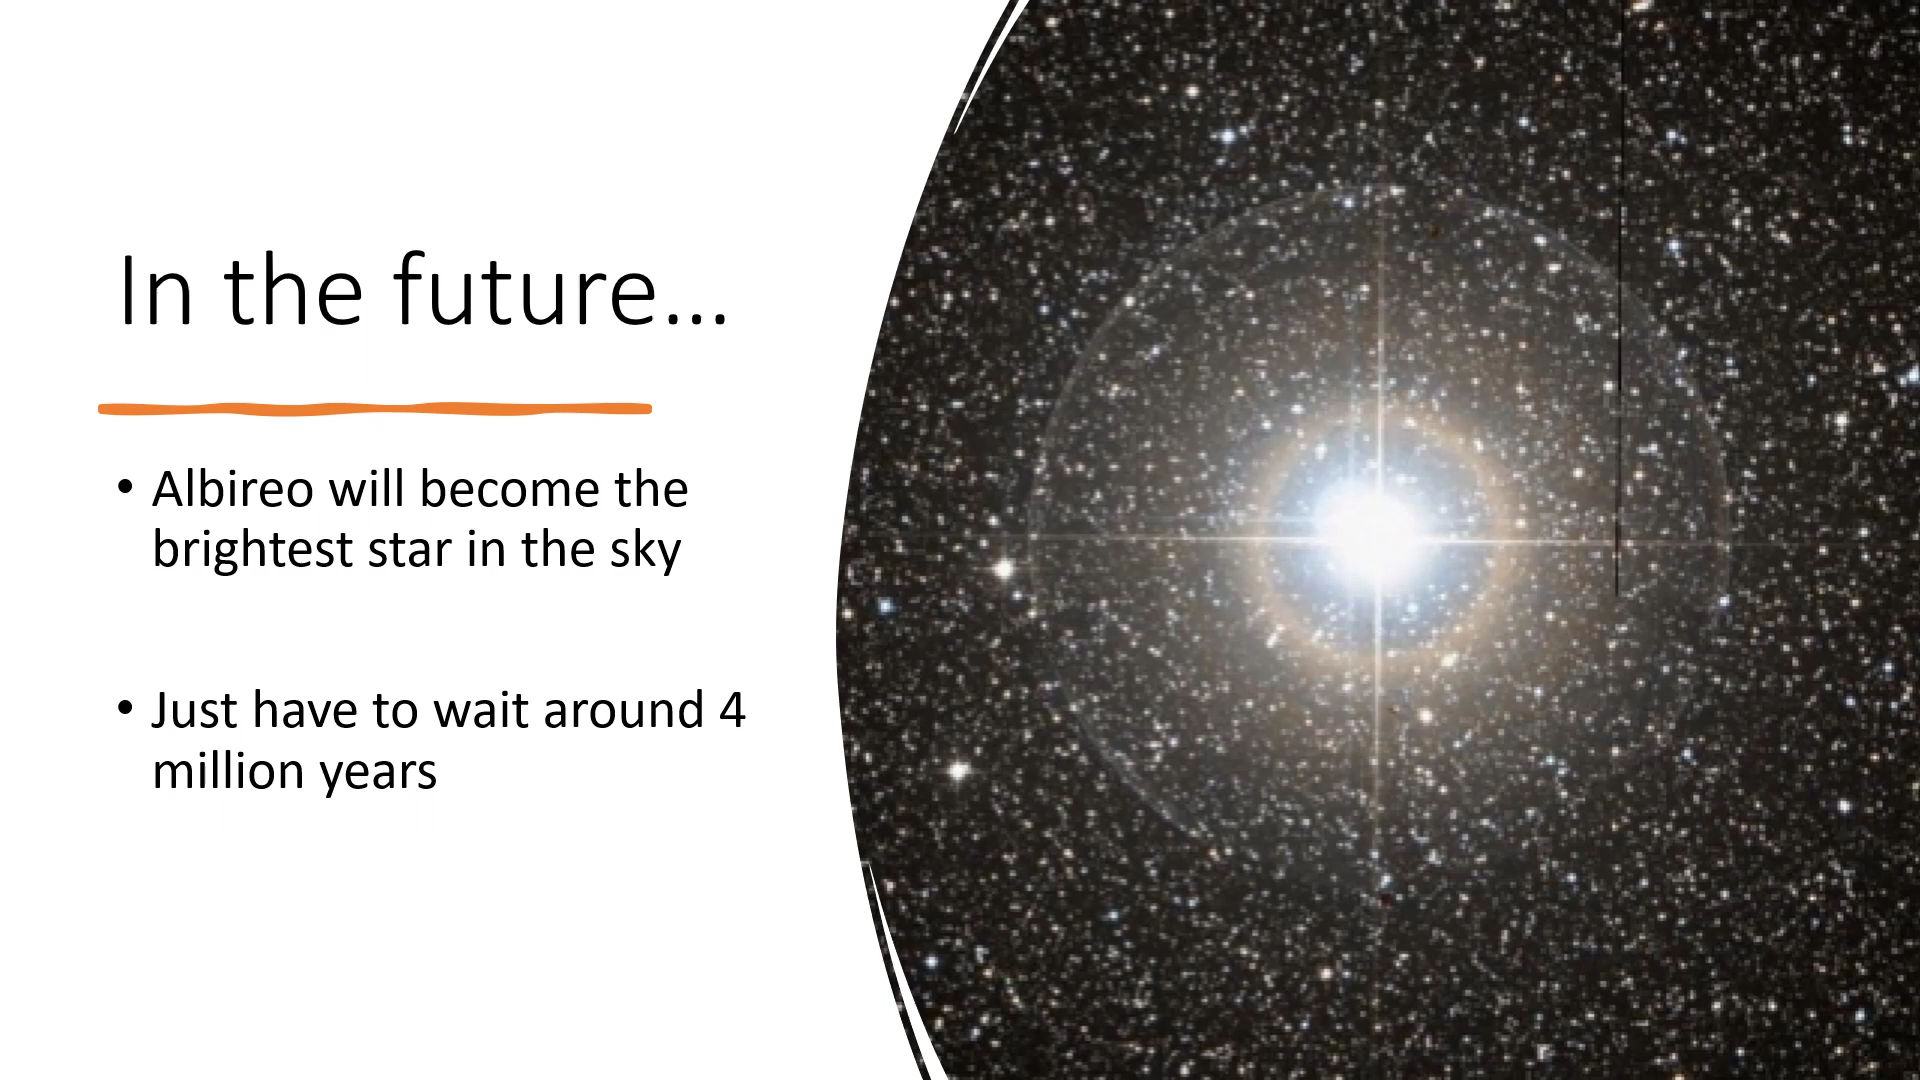 In the future...
• Albireo will become the
brightest star in the sky
• Just have to wait around 4
million years